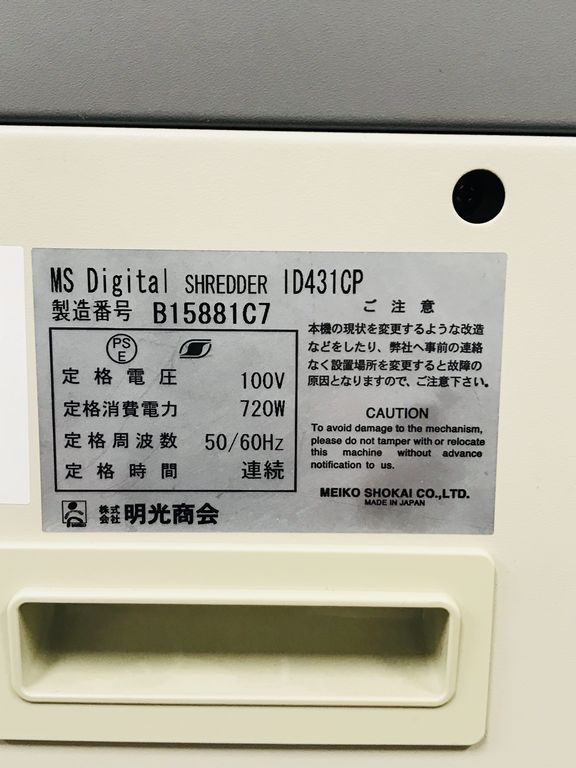 MS Digital SHREDDER ID431CP
製造番号 B15881C7
PS
E
定格電圧 100V
定格消費電力 720W
定格周波数 50/60Hz
定格時間 連続
株式
会社 明光商会
ご注意
本機の現状を変更するような改造
などをしたり、弊社へ事前の連絡
なく設置場所を変更すると故障の
原因となりますので、ご注意下さい。
CAUTION
To avoid damage to the mechanism,
please do not tamper with or relocate
this machine without advance
notification to us.
MEIKO SHOKAI CO.,LTD.
MADE IN JAPAN